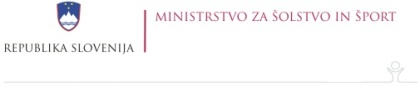 MINISTRSTVO ZA ŠOLSTVO IN ŠPORT
REPUBLIKA SLOVENIJA